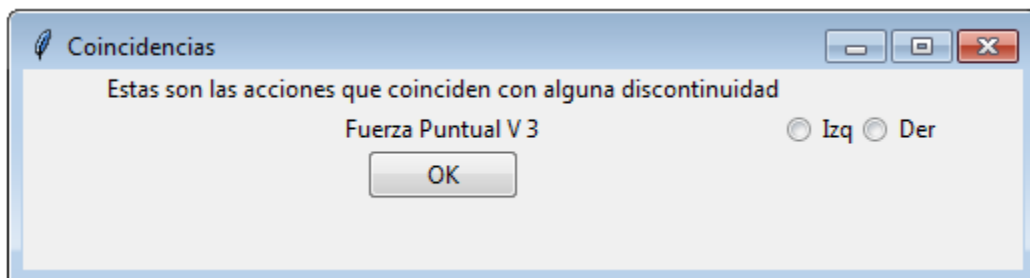 Coincidencias
Estas son las acciones que coinciden con alguna discontinuidad
Fuerza Puntual V 3 Izq Der
OK